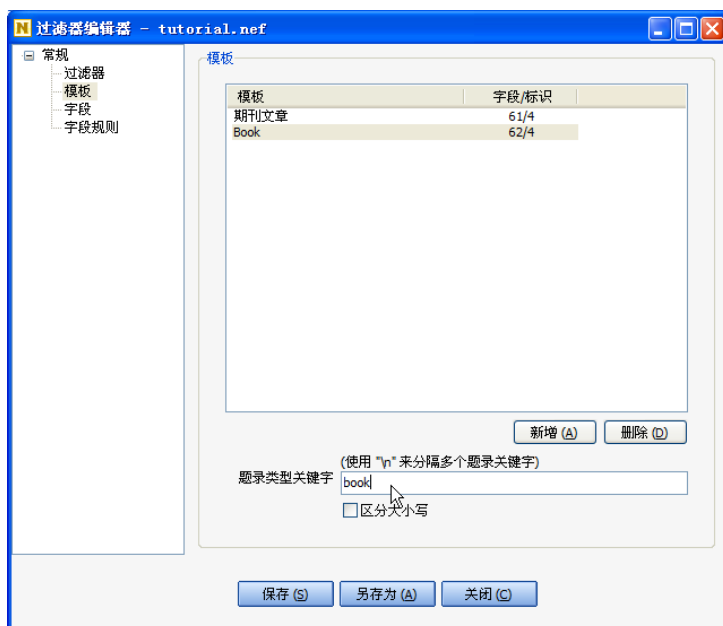 过滤器编辑器 - tutorial.nef
常规
过滤器
模板
字段
字段规则
模板
模板 字段/标识
期刊文章 61/4
Book 62/4
新增 (A) 删除 (D)
(使用 "\n" 来分隔多个题录关键字)
题录类型关键字 book
区分大小写
保存 (S) 另存为 (A) 关闭 (C)